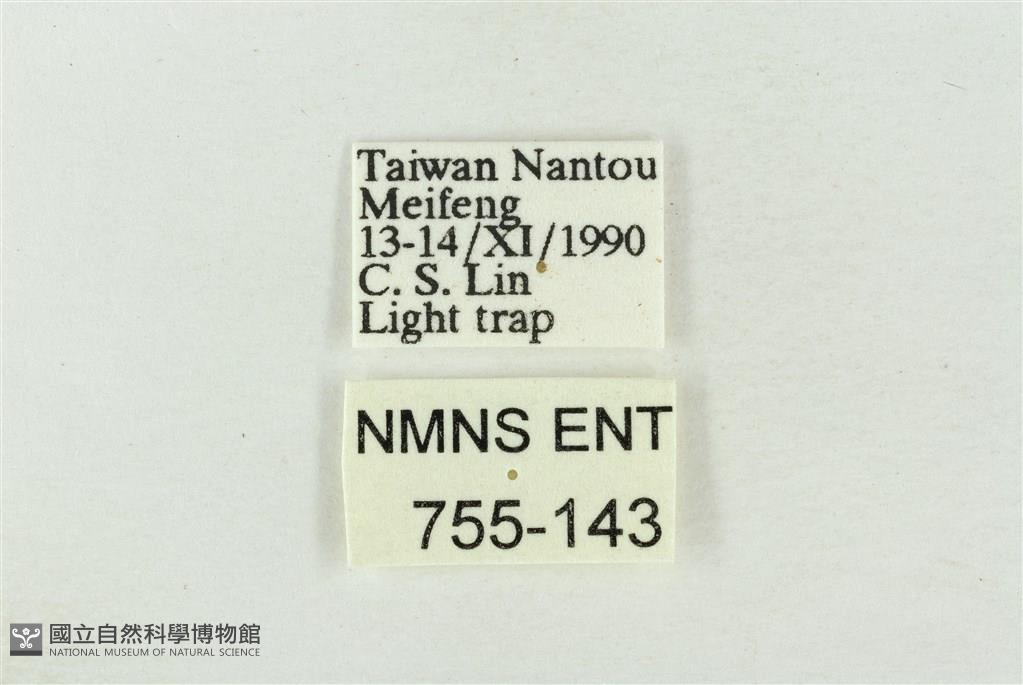 Taiwan Nantou
Meifeng
13-14/XI/1990
C. S. Lin
Light trap
NMNS ENT
755-143
國立自然科學博物館
NATIONAL MUSEUM OF NATURAL SCIENCE